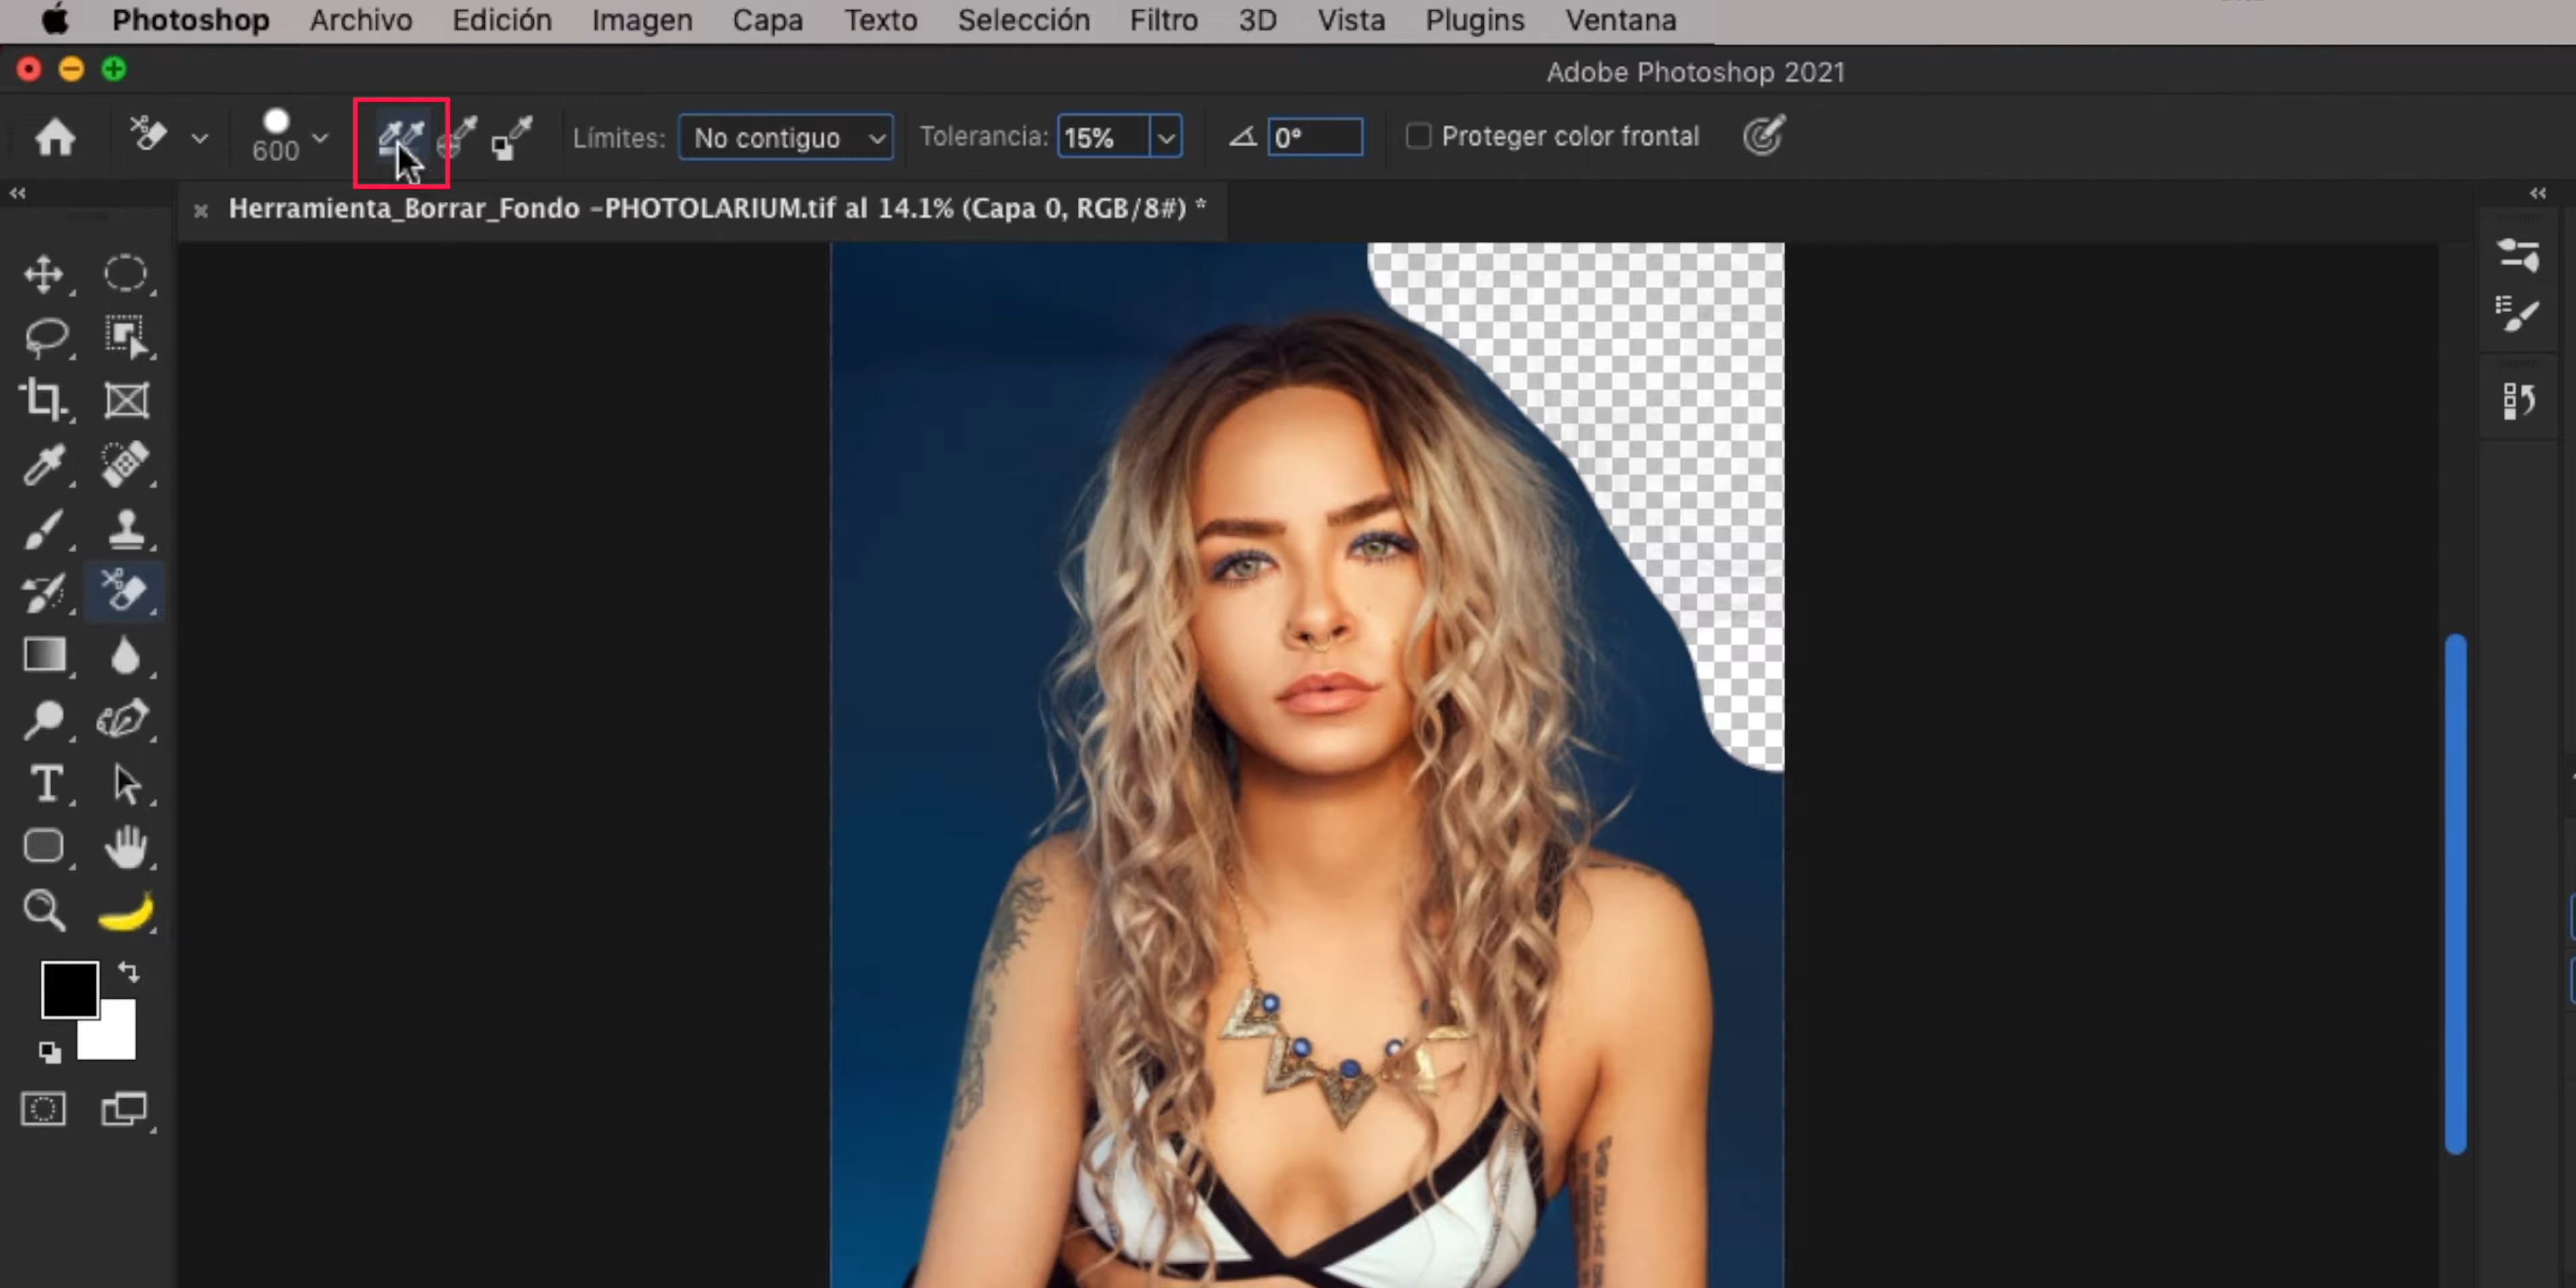 Photoshop Archivo Edición Imagen Capa Texto Selección Filtro 3D Vista Plugins Ventana
Adobe Photoshop 2021
600 Límites: No contiguo Tolerancia: 15% 0° Proteger color frontal
Herramienta_Borrar_Fondo -PHOTOLARIUM.tif al 14.1% (Capa 0, RGB/8#) *